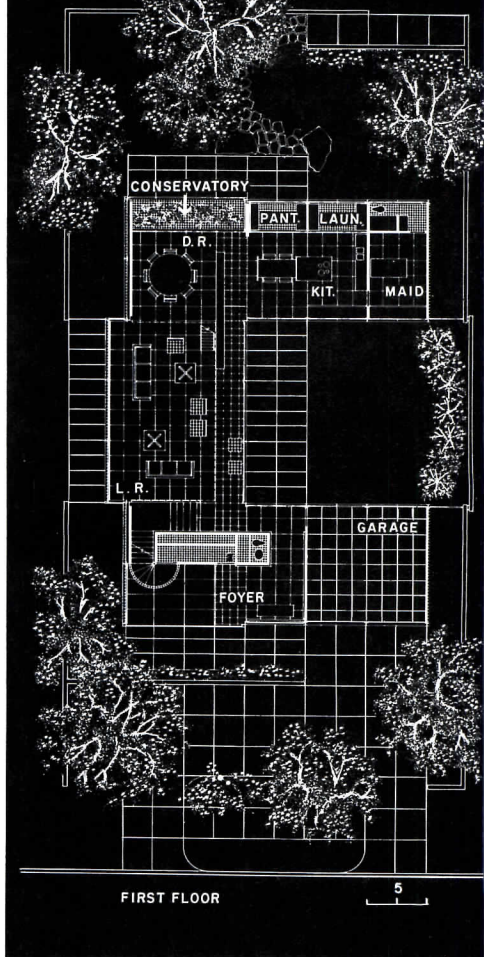 CONSERVATORY
PANT. LAUN.
D.R.
KIT. MAID
L.R.
GARAGE
FOYER
5
FIRST FLOOR